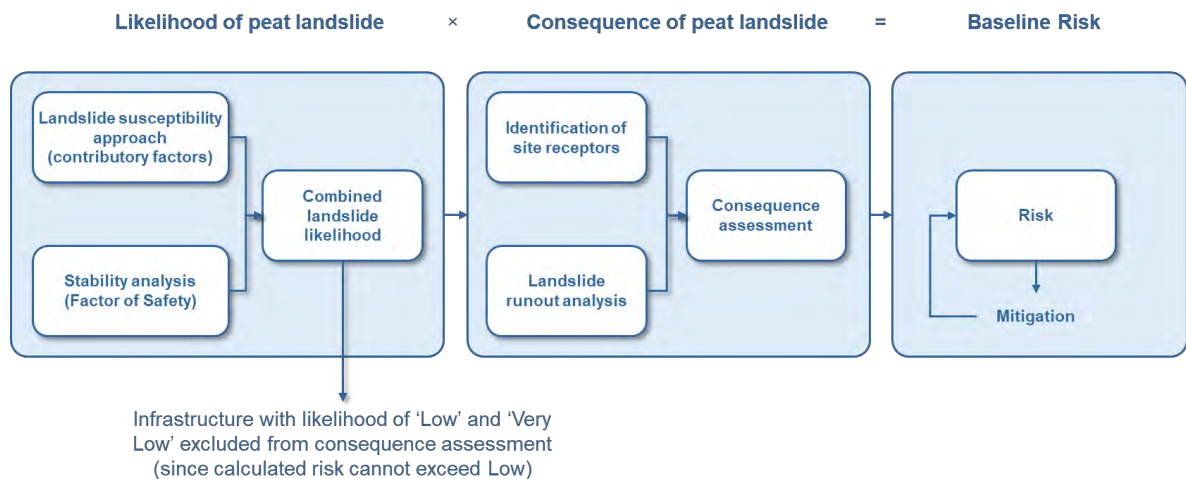 Likelihood of peat landslide × Consequence of peat landslide = Baseline Risk
Landslide susceptibility
approach
(contributory factors)
Combined
landslide
likelihood
Stability analysis
(Factor of Safety)
Identification of
site receptors
Consequence
assessment
Landslide
runout analysis
Risk
Mitigation
Infrastructure with likelihood of ‘Low’ and ‘Very
Low’ excluded from consequence assessment
(since calculated risk cannot exceed Low)